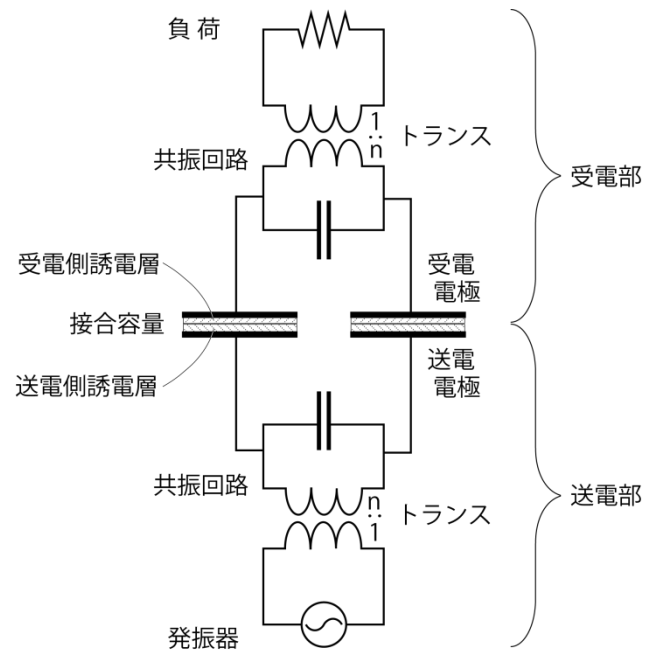 負 荷
1
:
n
トランス
共振回路
受電部
受電側誘電層
受電
電極
接合容量
送電側誘電層
送電
電極
共振回路
n
:
1
トランス
送電部
発振器